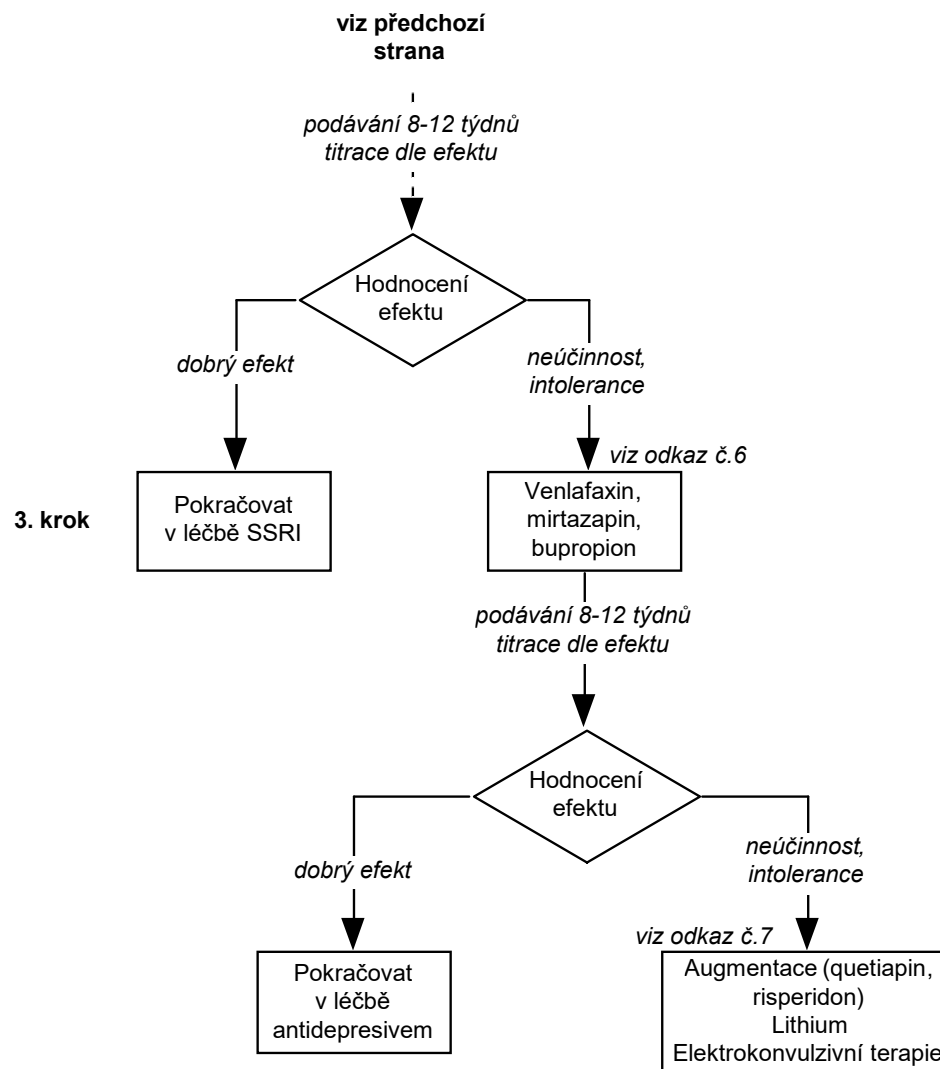 viz předchozí
strana
podávání 8-12 týdnů
titrace dle efektu
Hodnocení
efektu
dobrý efekt
neúčinnost,
intolerance
viz odkaz č.6
3. krok
Pokračovat
v léčbě SSRI
Venlafaxin,
mirtazapin,
bupropion
podávání 8-12 týdnů
titrace dle efektu
Hodnocení
efektu
dobrý efekt
neúčinnost,
intolerance
viz odkaz č.7
Pokračovat
v léčbě
antidepresivem
Augmentace (quetiapin,
risperidon)
Lithium
Elektrokonvulzivní terapie